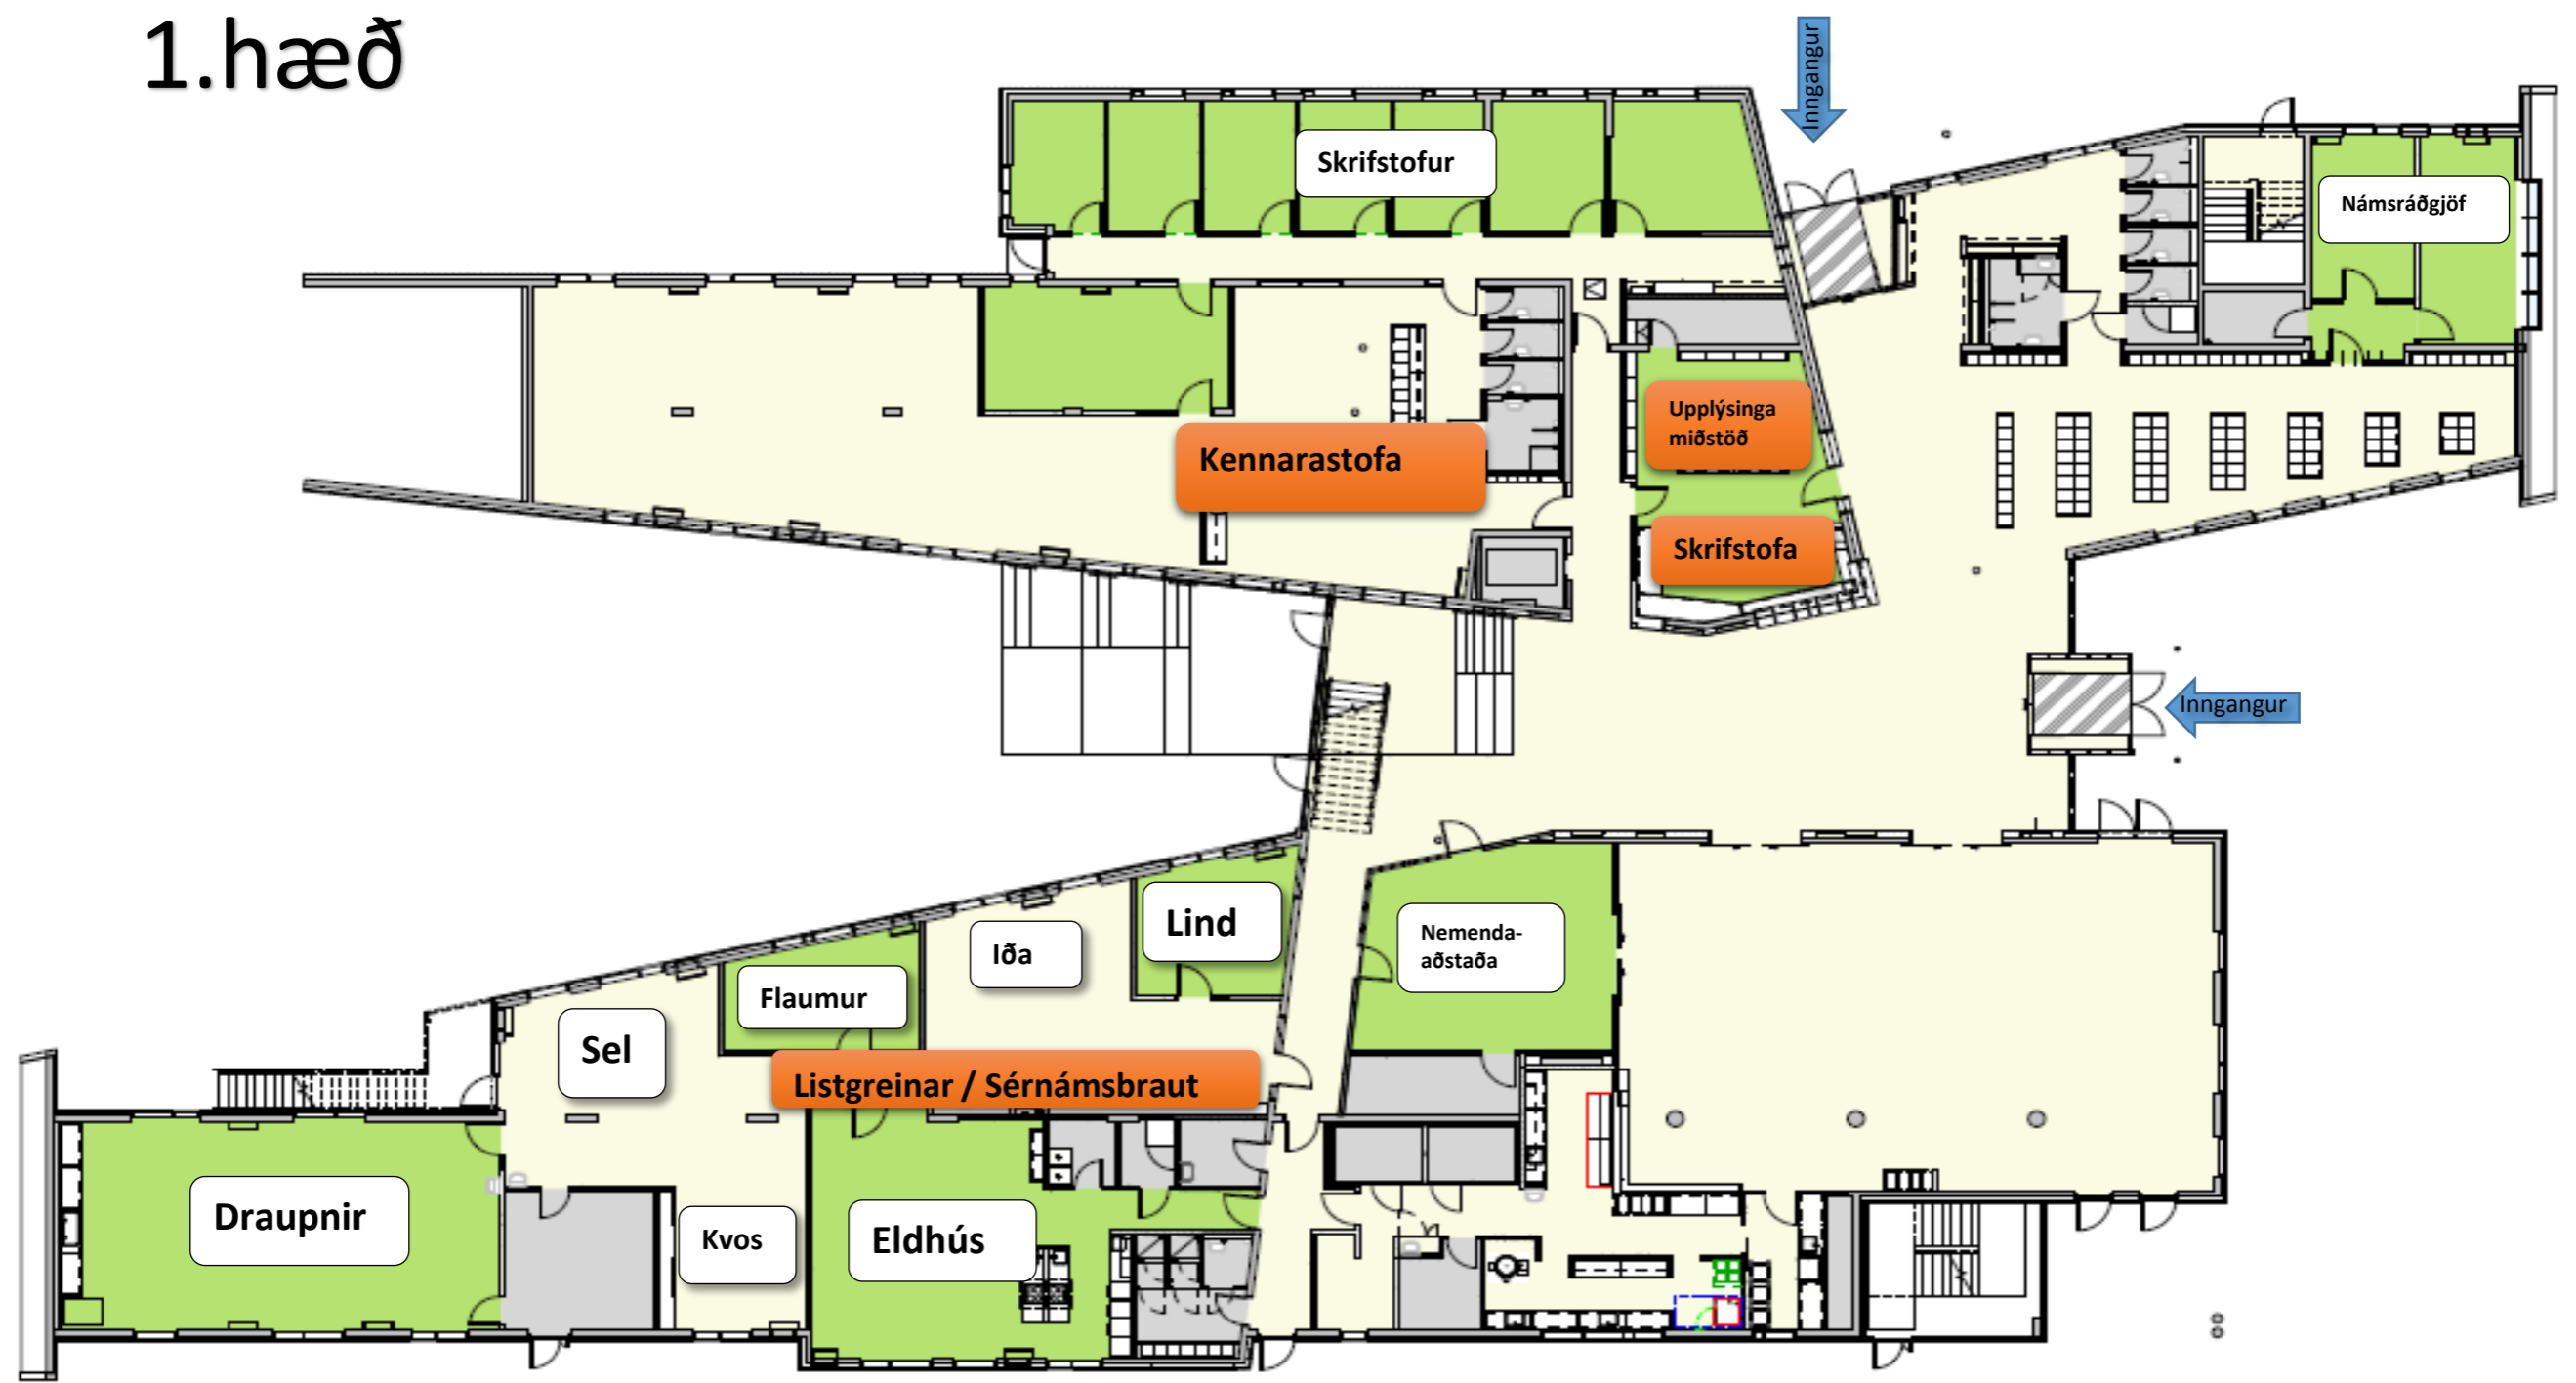 1.hæð
Inngangur
Skrifstofur
Námsráðgjöf
Upplýsinga
miðstöð
Kennarastofa
Skrifstofa
Inngangur
Lind
Iða
Nemenda-
aðstaða
Flaumur
Sel
Listgreinar / Sérnámsbraut
Draupnir
Kvos
Eldhús